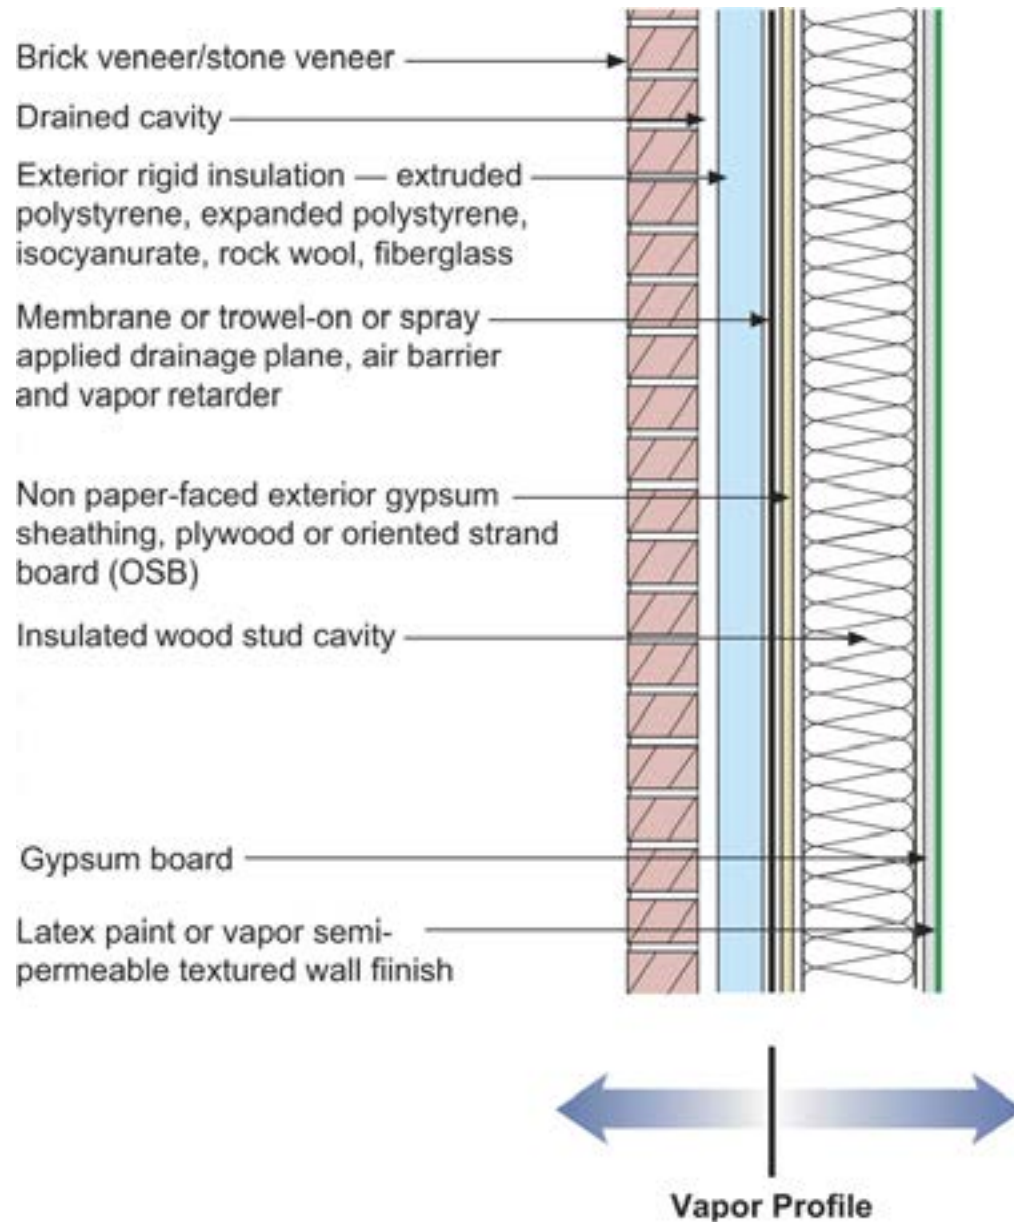 Brick veneer/stone veneer
Drained cavity
Exterior rigid insulation — extruded
polystyrene, expanded polystyrene,
isocyanurate, rock wool, fiberglass
Membrane or trowel-on or spray
applied drainage plane, air barrier
and vapor retarder
Non paper-faced exterior gypsum
sheathing, plywood or oriented strand
board (OSB)
Insulated wood stud cavity
Gypsum board
Latex paint or vapor semi-
permeable textured wall fiinish
Vapor Profile